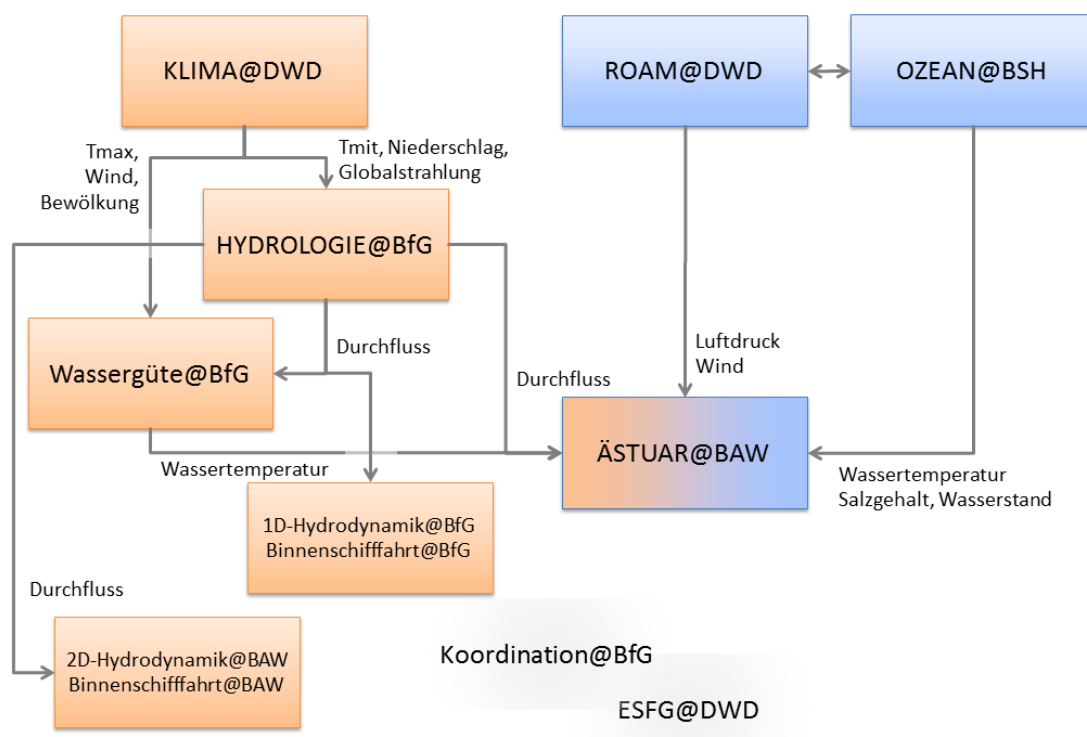 KLIMA@DWD
ROAM@DWD
OZEAN@BSH
Tmax,
Wind,
Bewölkung
Tmit, Niederschlag,
Globalstrahlung
HYDROLOGIE@BfG
Wassergüte@BfG
Durchfluss
Luftdruck
Wind
Durchfluss
ÄSTUAR@BAW
Wassertemperatur
Wassertemperatur
Salzgehalt, Wasserstand
1D-Hydrodynamik@BfG
Binnenschifffahrt@BfG
Durchfluss
2D-Hydrodynamik@BAW
Binnenschifffahrt@BAW
Koordination@BfG
ESFG@DWD